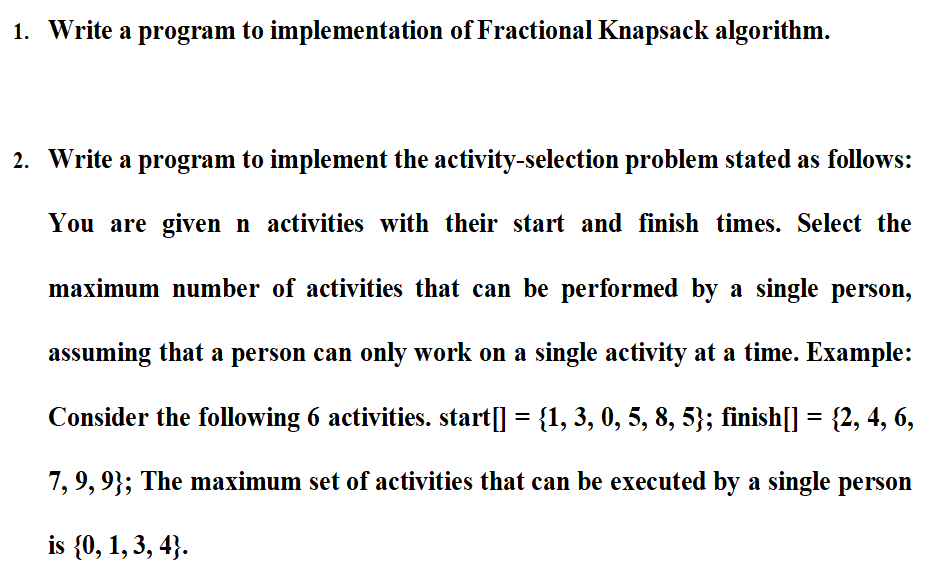 1. Write a program to implementation of Fractional Knapsack algorithm.
2. Write a program to implement the activity-selection problem stated as follows:
You are given n activities with their start and finish times. Select the
maximum number of activities that can be performed by a single person,
assuming that a person can only work on a single activity at a time. Example:
Consider the following 6 activities. start[] = {1, 3, 0, 5, 8, 5}; finish[] = {2, 4, 6,
7, 9, 9}; The maximum set of activities that can be executed by a single person
is {0, 1, 3, 4}.